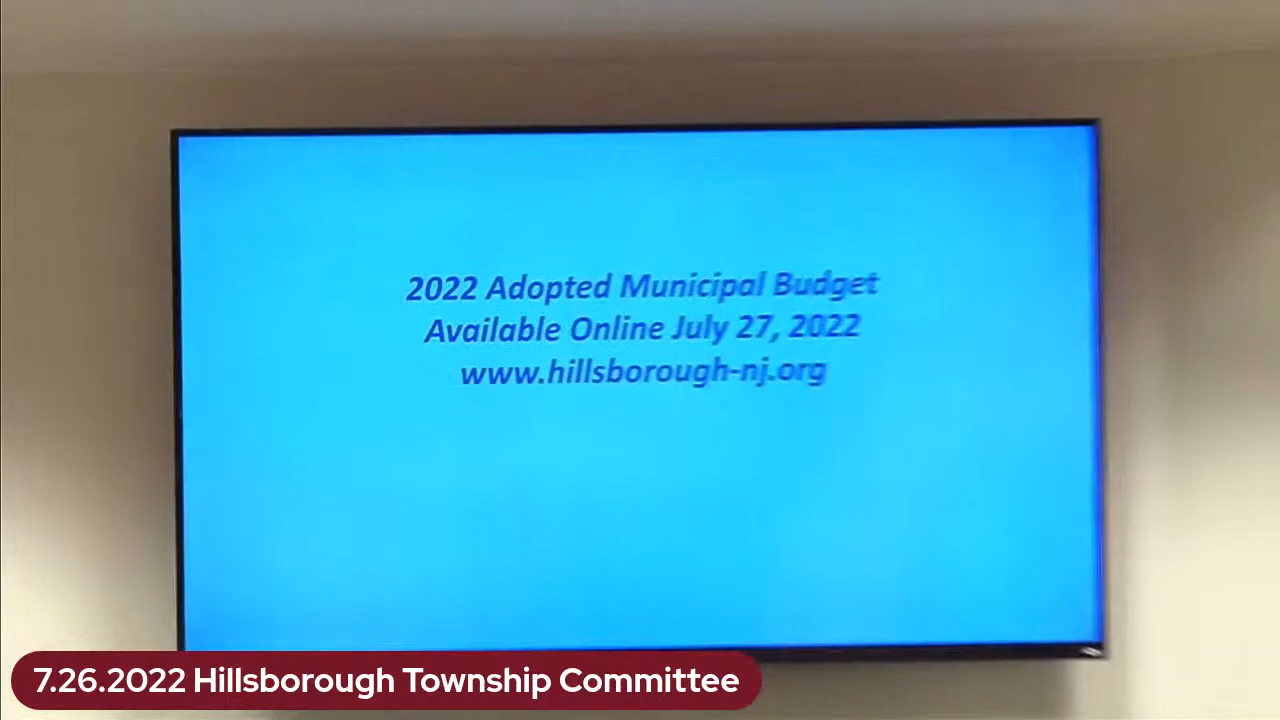 2022 Adopted Municipal Budget
Available Online July 27, 2022
www.hillsborough-nj.org
7.26.2022 Hillsborough Township Committee